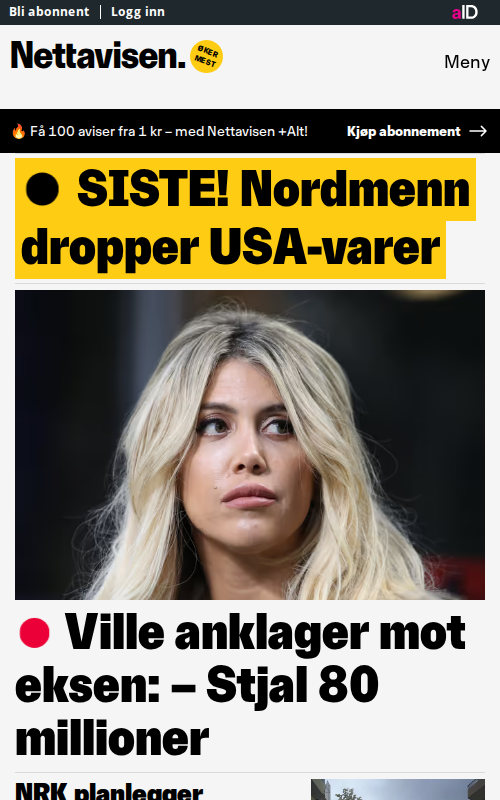 Bli abonnent | Logg inn
aID
Nettavisen.
ØKER
MEST
Meny
🔥 Få 100 aviser fra 1 kr – med Nettavisen +Alt!
Kjøp abonnement →
SISTE! Nordmenn
dropper USA-varer
Ville anklager mot
eksen: – Stjal 80
millioner
NRK planlegger